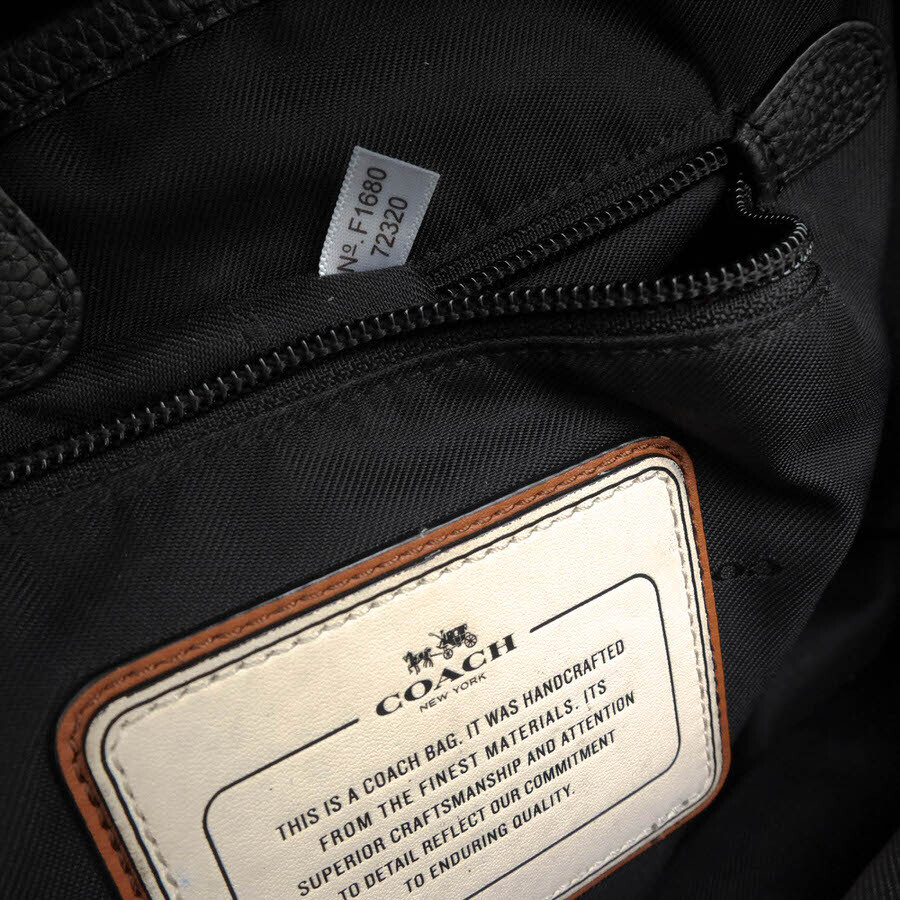 Nº. F1680
72320
COACH
NEW YORK
THIS IS A COACH BAG. IT WAS HANDCRAFTED
FROM THE FINEST MATERIALS. ITS
SUPERIOR CRAFTSMANSHIP AND ATTENTION
TO DETAIL REFLECT OUR COMMITMENT
TO ENDURING QUALITY.